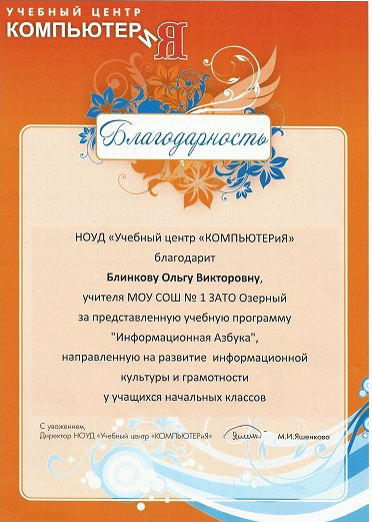 УЧЕБНЫЙ ЦЕНТР
КОМПЬЮТЕРиЯ
Благодарность
НОУД «Учебный центр «КОМПЬЮТЕРиЯ»
благодарит
Блинкову Ольгу Викторовну,
учителя МОУ СОШ № 1 ЗАТО Озерный
за представленную учебную программу
"Информационная Азбука",
направленную на развитие информационной
культуры и грамотности
у учащихся начальных классов
С уважением,
Директор НОУД «Учебный центр «КОМПЬЮТЕРиЯ» М.И.Яшенкова